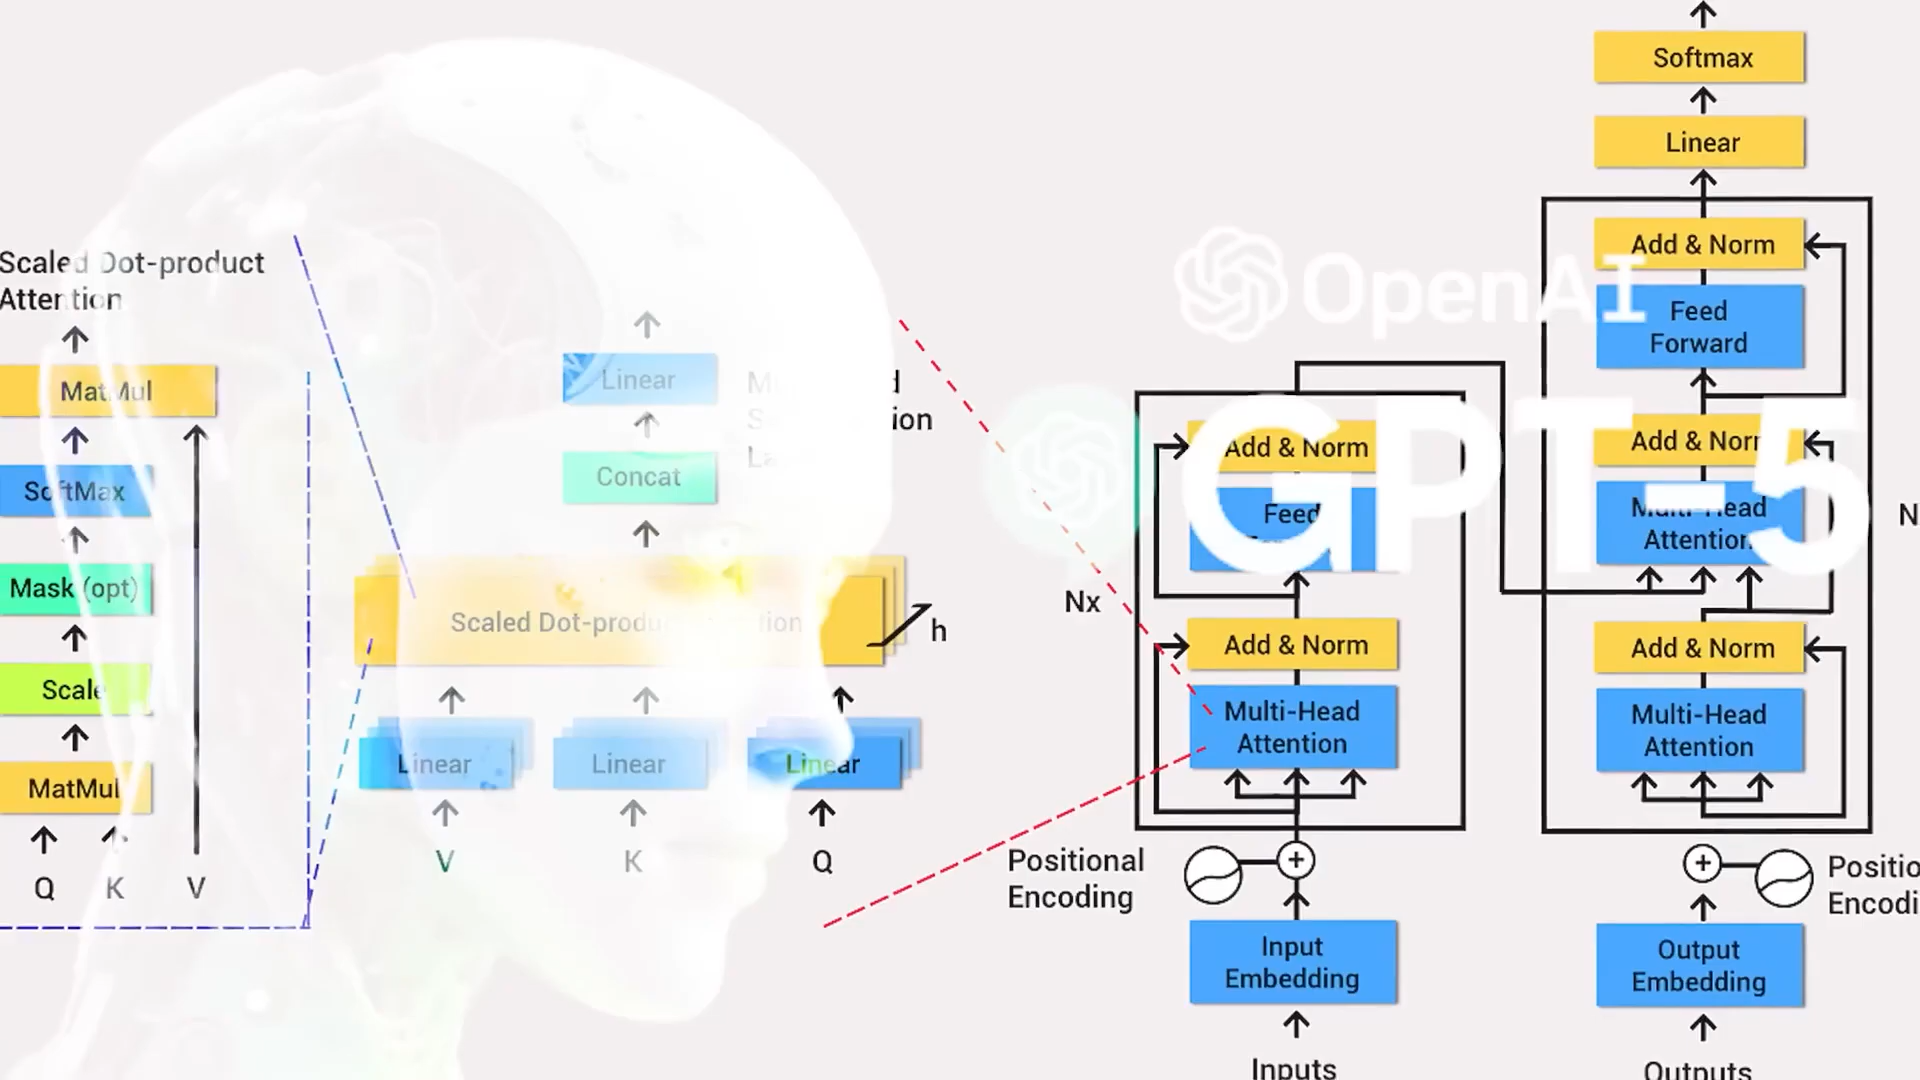 Scaled Dot-product
Attention
MatMul
SoftMax
Mask (opt)
Scale
MatMul
Q
K
V
Linear
Concat
Scaled Dot-product
h
Linear
Linear
Linear
V
K
Q
OpenAI
GPT-5
Nx
Add & Norm
Feed
Add & Norm
Multi-Head
Attention
Positional
Encoding
Input
Embedding
Inputs
Softmax
Linear
Add & Norm
Feed
Forward
Add & Norm
Multi-Head
Attention
N
Add & Norm
Multi-Head
Attention
Positio
Encodi
Output
Embedding
Outputs